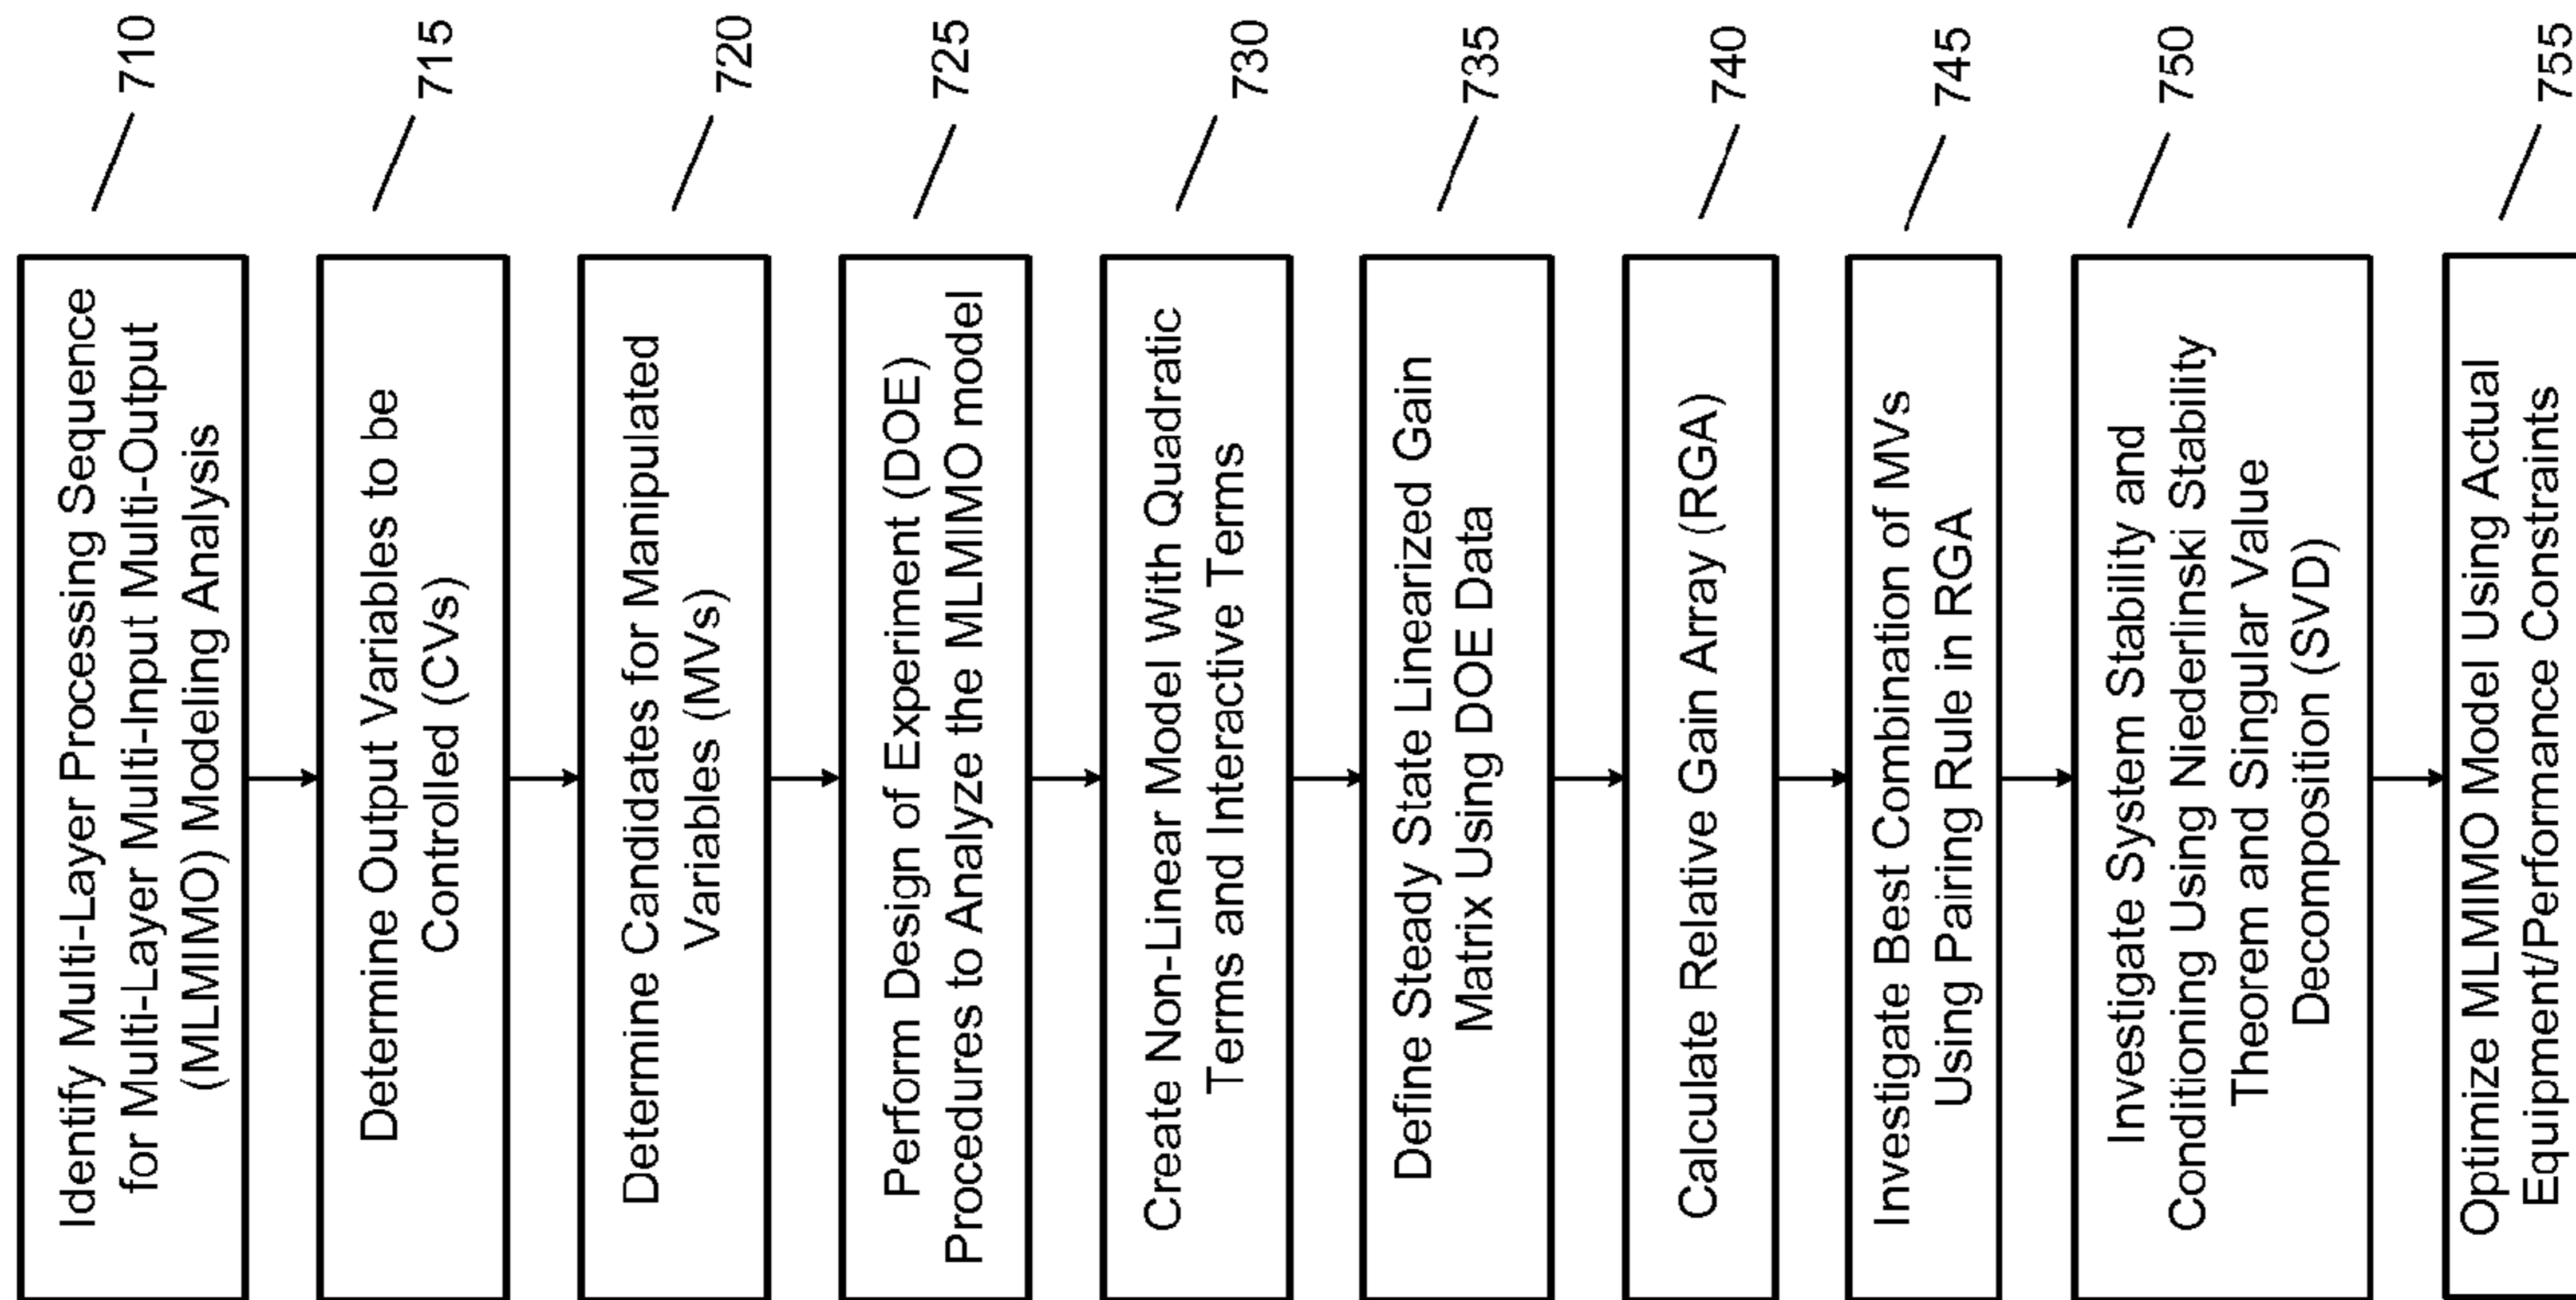 Identify Multi-Layer Processing Sequence
for Multi-Layer Multi-Input Multi-Output
(MLMIMO) Modeling Analysis
710
Determine Output Variables to be
Controlled (CVs)
715
Determine Candidates for Manipulated
Variables (MVs)
720
Perform Design of Experiment (DOE)
Procedures to Analyze the MLMIMO model
725
Create Non-Linear Model With Quadratic
Terms and Interactive Terms
730
Define Steady State Linearized Gain
Matrix Using DOE Data
735
Calculate Relative Gain Array (RGA)
740
Investigate Best Combination of MVs
Using Pairing Rule in RGA
745
Investigate System Stability and
Conditioning Using Niederlinski Stability
Theorem and Singular Value
Decomposition (SVD)
750
Optimize MLMIMO Model Using Actual
Equipment/Performance Constraints
755